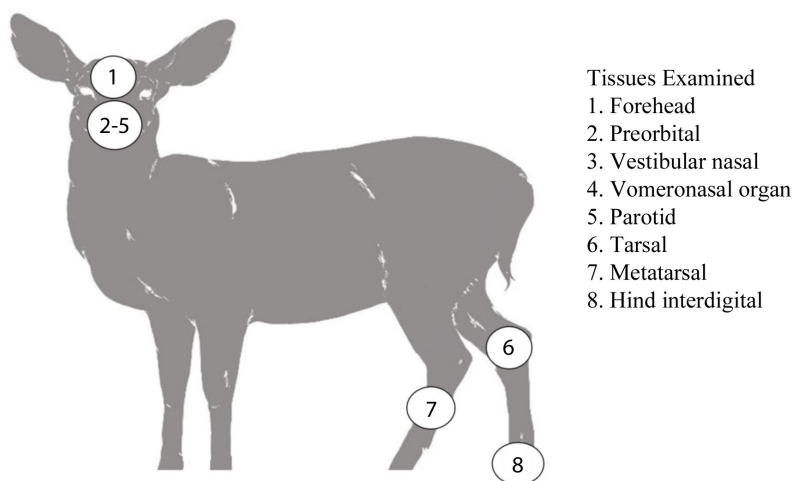 1
2-5
Tissues Examined
1. Forehead
2. Preorbital
3. Vestibular nasal
4. Vomeronasal organ
5. Parotid
6. Tarsal
7. Metatarsal
8. Hind interdigital
6
7
8